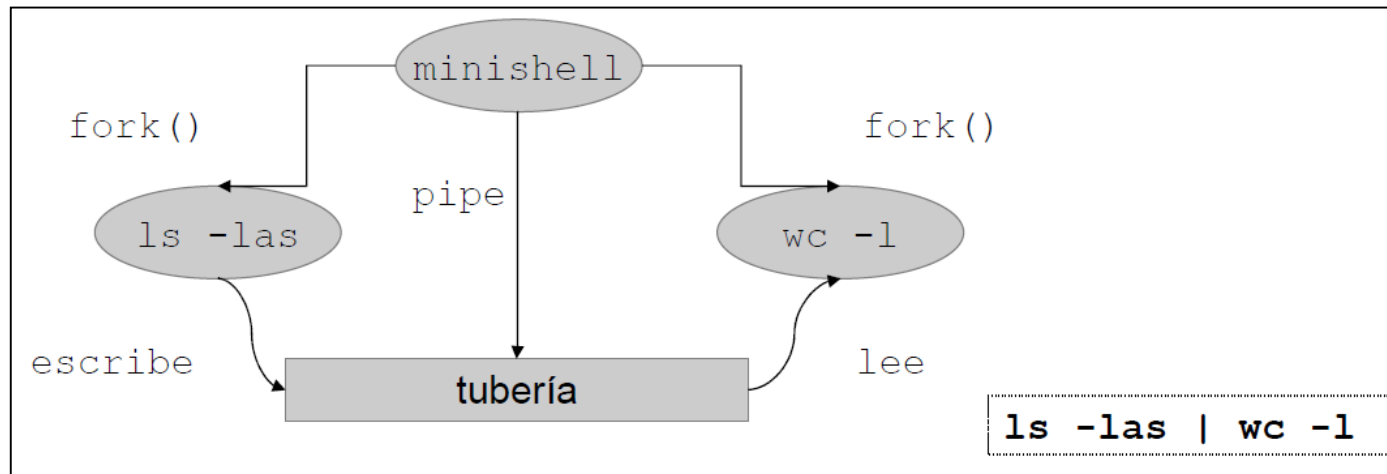 minishell
fork()
fork()
pipe
ls -las
wc -l
escribe
tubería
lee
ls -las | wc -l